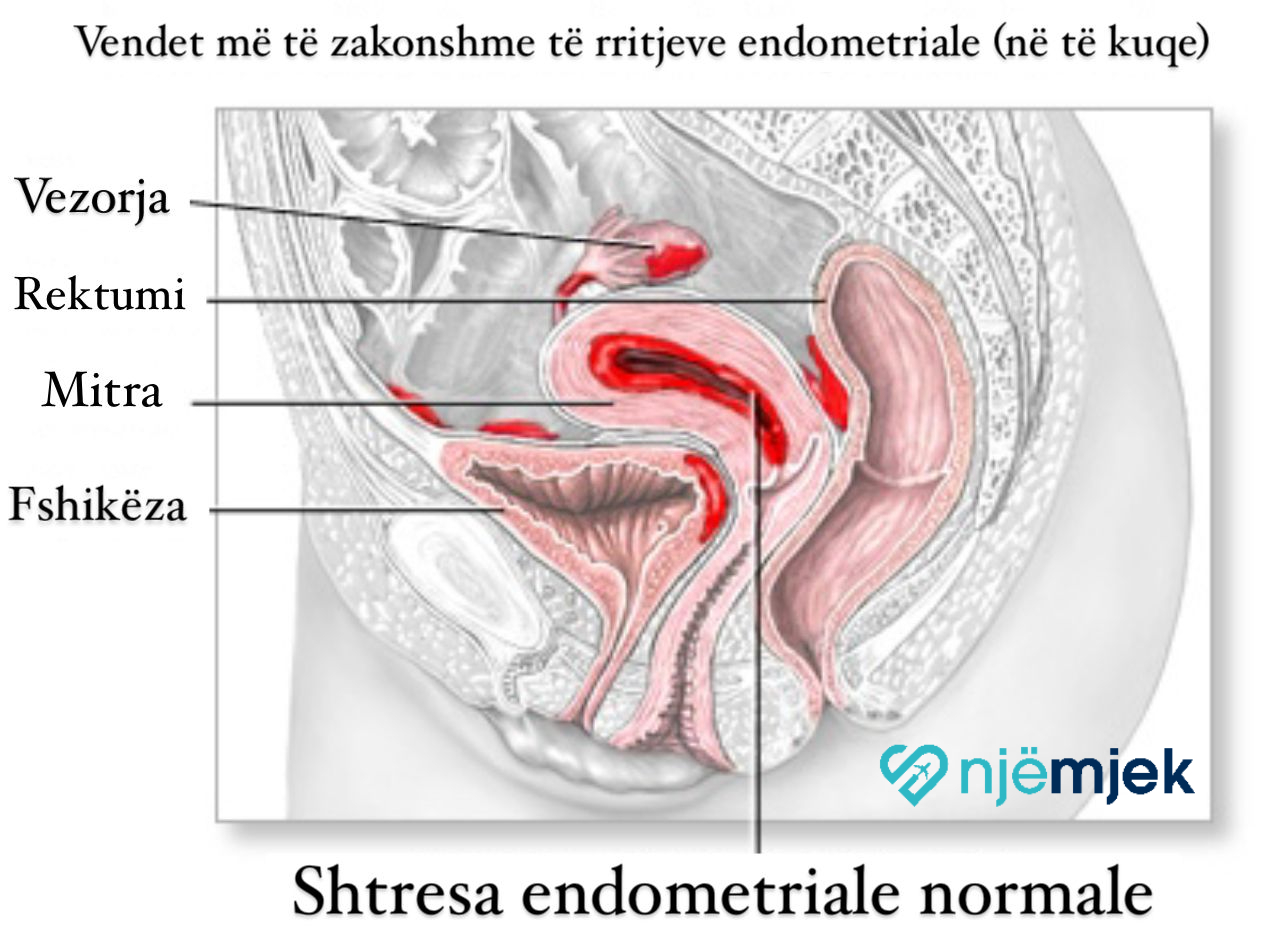 Vendet më të zakonshme të rritjeve endometriale (në të kuqe)
Vezorja
Rektumi
Mitra
Fshikëza
njëmjek
Shtresa endometriale normale